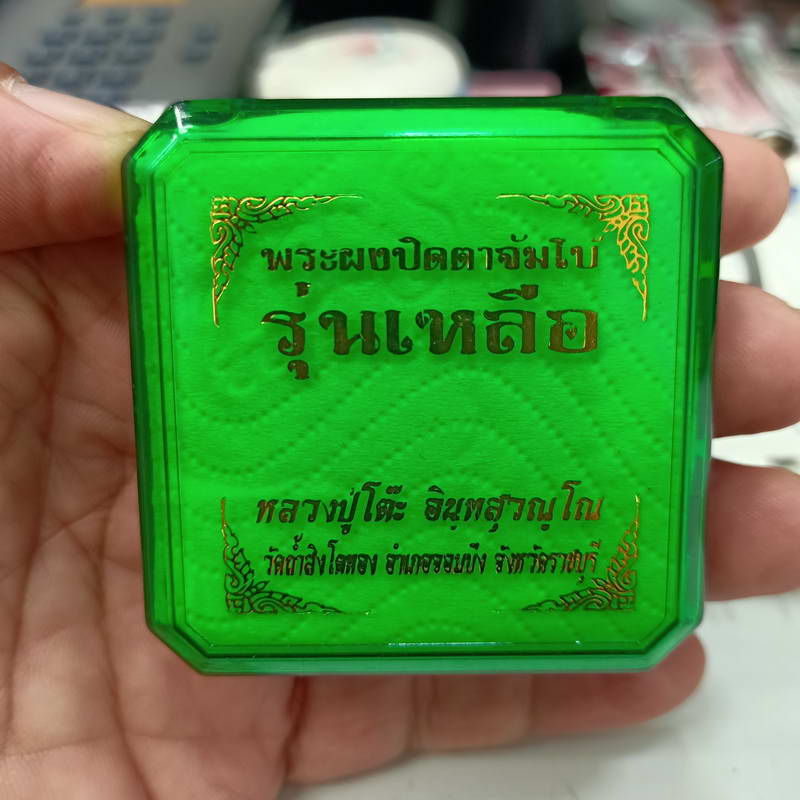 พระผงปิดตาจัมโบ้
รุ่นเหลือ
หลวงปู่โต๊ะ อินฺทสุวณฺโณ
วัดถ้ำสิงโตทอง อำเภอจอมบึง จังหวัดราชบุรี